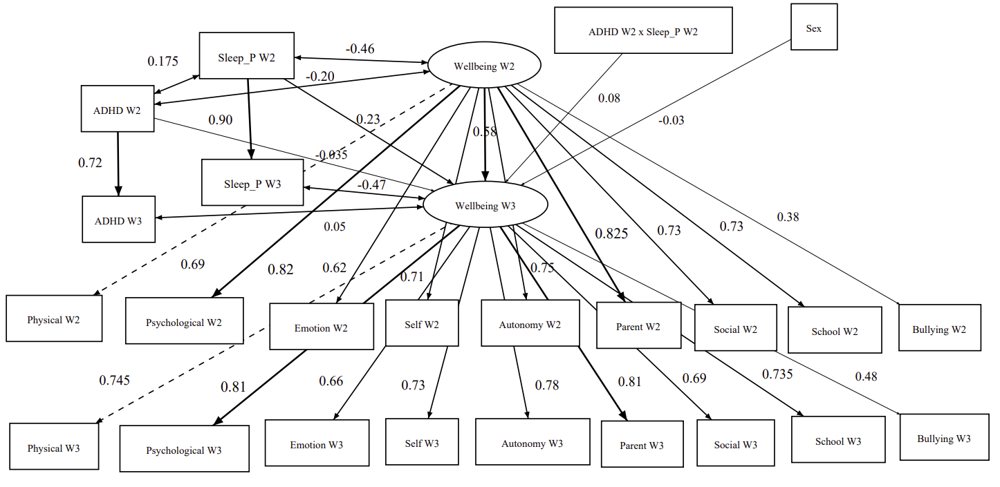 ADHD W2 x Sleep_P W2
Sex
Sleep_P W2
-0.46
Wellbeing W2
0.175
-0.20
ADHD W2
0.08
0.90
0.23
-0.03
0.58
-0.035
0.72
Sleep_P W3
-0.47
Wellbeing W3
ADHD W3
0.05
0.38
0.825
0.73
0.73
0.69
0.82
0.62
0.71
0.75
Physical W2
Psychological W2
Emotion W2
Self W2
Autonomy W2
Parent W2
Social W2
School W2
Bullying W2
0.745
0.81
0.66
0.73
0.78
0.81
0.69
0.735
0.48
Physical W3
Psychological W3
Emotion W3
Self W3
Autonomy W3
Parent W3
Social W3
School W3
Bullying W3